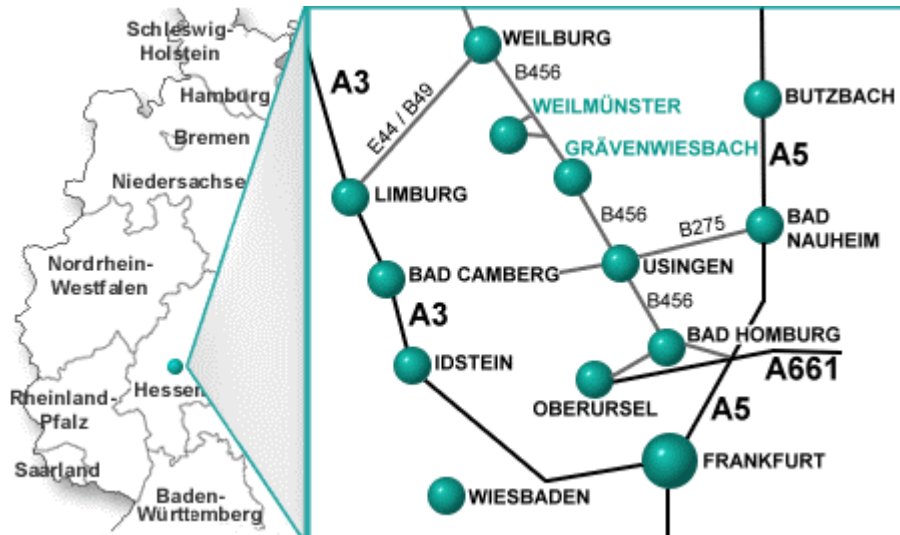 Schleswig-
Holstein
Hamburg
Bremen
Niedersachse
Nordrhein-
Westfalen
Hessen
Rheinland-
Pfalz
Saarland
Baden-
Württemberg
WEILBURG
A3
B456
E44 / B49
WEILMÜNSTER
BUTZBACH
GRÄVENWIESBACH
A5
LIMBURG
B456
B275
BAD
NAUHEIM
BAD CAMBERG
USINGEN
A3
B456
BAD HOMBURG
IDSTEIN
A661
OBERURSEL
A5
FRANKFURT
WIESBADEN